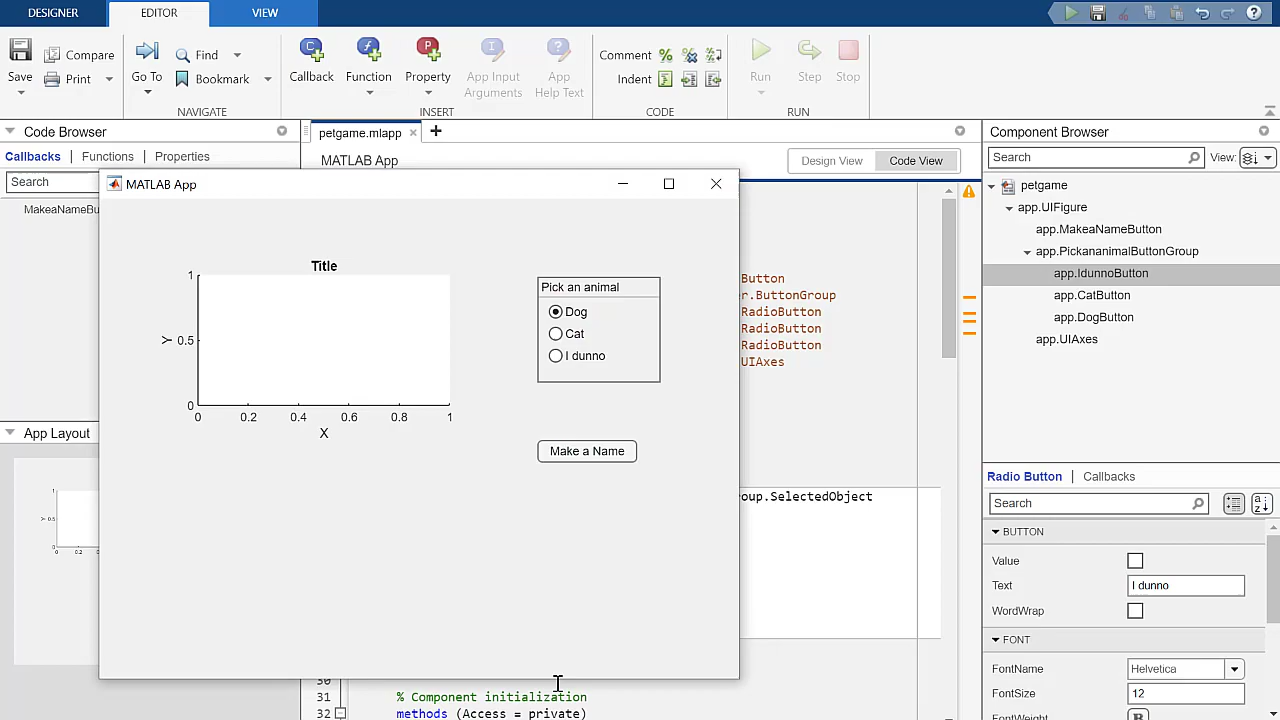 DESIGNER EDITOR VIEW
Save
Compare
Print
Go To
Find
Bookmark
NAVIGATE
Callback
Function
Property
App Input
Arguments
App
Help Text
INSERT
Comment
Indent
CODE
Run
Step
Stop
RUN
Code Browser
Callbacks Functions Properties
Search
MakeaNameBu
App Layout
petgame.mlapp
MATLAB App
Design View Code View
MATLAB App
Title
1
0.5
0
Y
0 0.2 0.4 0.6 0.8 1
X
Pick an animal
Dog
Cat
I dunno
Make a Name
Button
r.ButtonGroup
RadioButton
RadioButton
RadioButton
UIAxes
oup.SelectedObject
30
31 % Component initialization
32 methods (Access = private)
Component Browser
Search
View:
petgame
app.UIFigure
app.MakeaNameButton
app.PickananimalButtonGroup
app.IdunnoButton
app.CatButton
app.DogButton
app.UIAxes
Radio Button Callbacks
Search
BUTTON
Value
Text I dunno
WordWrap
FONT
FontName Helvetica
FontSize 12
FontWeight B